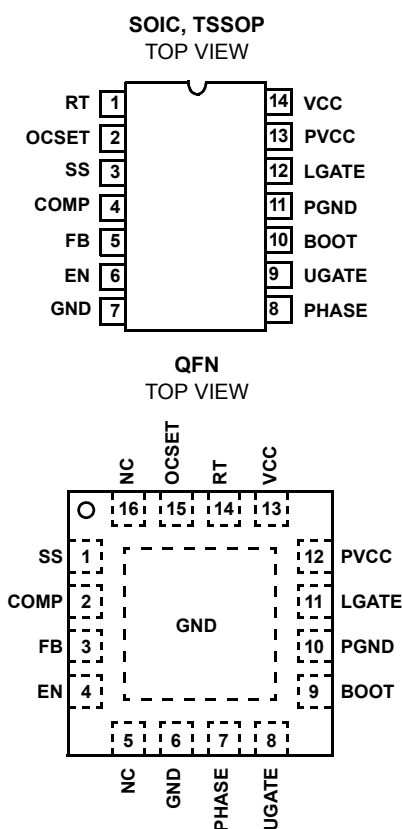 SOIC, TSSOP
TOP VIEW
RT 1 14 VCC
OCSET 2 13 PVCC
SS 3 12 LGATE
COMP 4 11 PGND
FB 5 10 BOOT
EN 6 9 UGATE
GND 7 8 PHASE
QFN
TOP VIEW
NC OCSET RT VCC
16 15 14 13
SS 1 12 PVCC
COMP 2 11 LGATE
GND
FB 3 10 PGND
EN 4 9 BOOT
5 6 7 8
NC GND PHASE UGATE